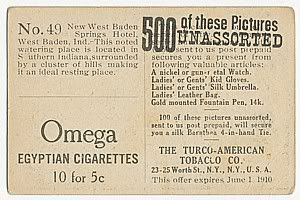 No. 49 New West Baden
Springs Hotel,
West Baden, Ind.-This noted
watering place is located in
Southern Indiana, surrounded
by a cluster of hills making
it an ideal resting place.
Omega
EGYPTIAN CIGARETTES
10 for 5c
500 of these Pictures
UNASSORTED
sent to us post prepaid
secures you a present from
following valuable articles:
A nickel or gun-metal Watch.
Ladies' or Gents' Kid Gloves.
Ladies' or Gents' Silk Umbrella.
Ladies' Leather Bag.
Gold mounted Fountain Pen, 14k.
100 of these pictures unassorted,
sent to us post prepaid, will secure
you a silk Barathea 4-in-hand Tie.
THE TURCO-AMERICAN
TOBACCO CO.
23-25 Worth St., N.Y., N.Y., U.S.A.
This offer expires June 1, 1910